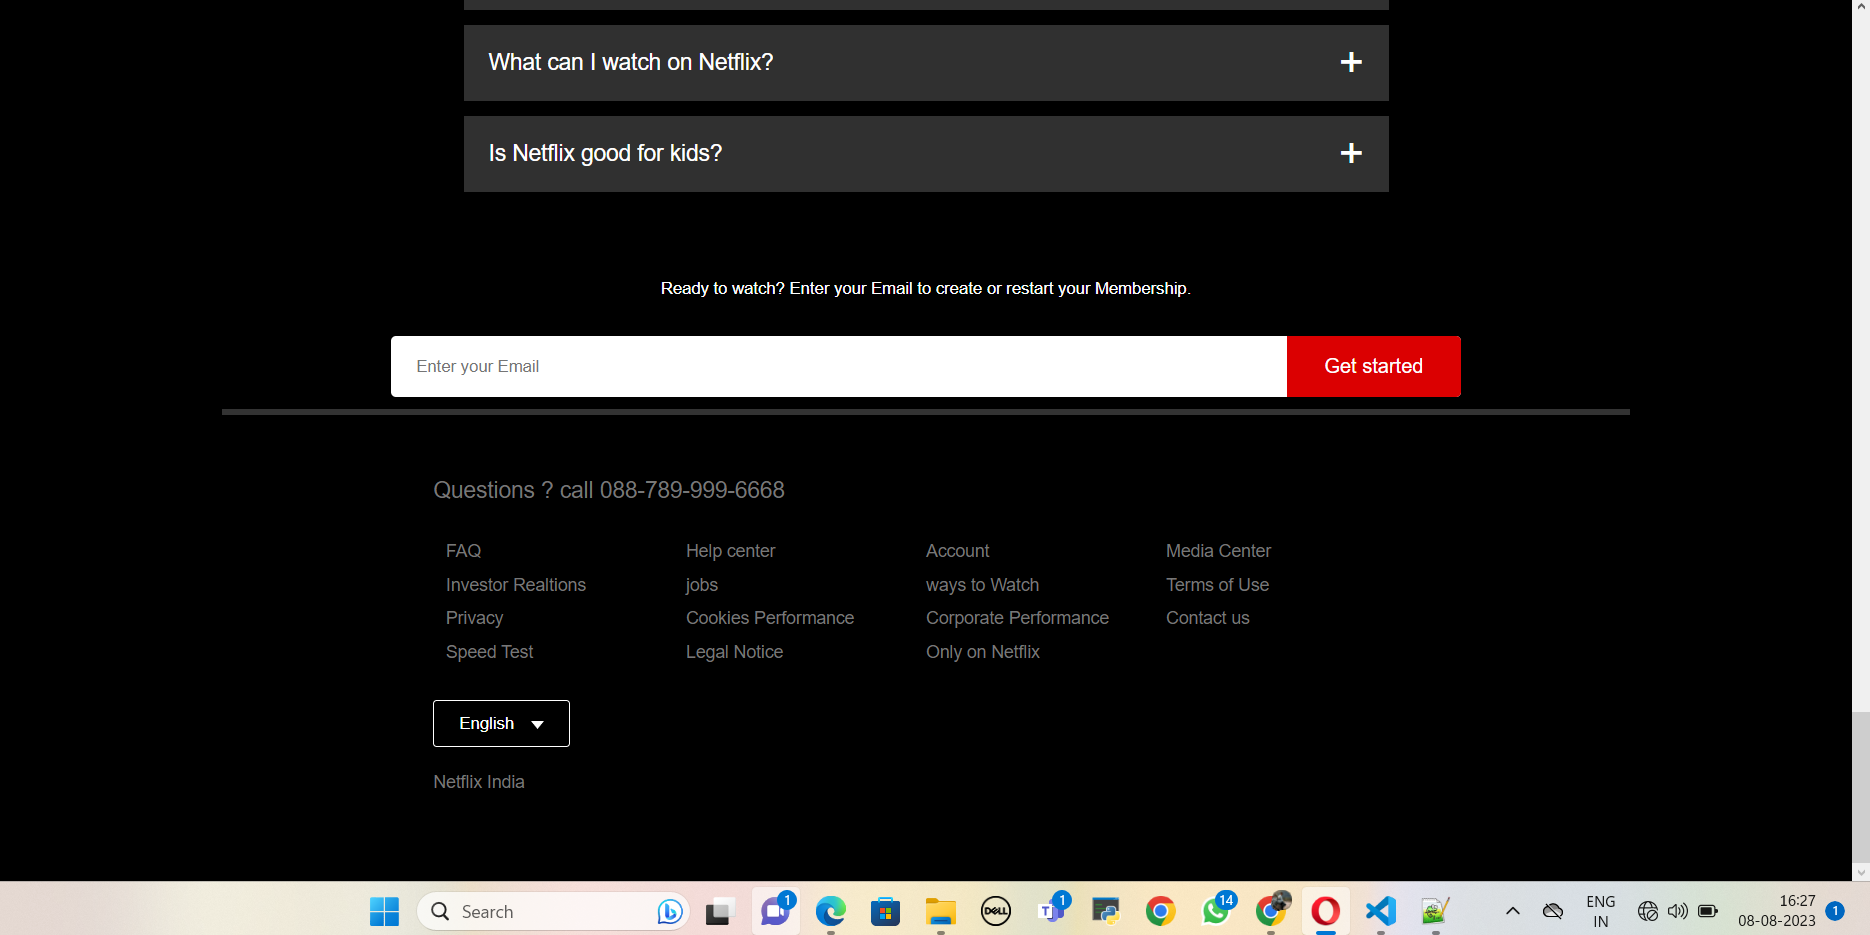 What can I watch on Netflix?
Is Netflix good for kids?
Ready to watch? Enter your Email to create or restart your Membership.
Enter your Email
Get started
Questions ? call 088-789-999-6668
FAQ Help center Account Media Center
Investor Realtions jobs ways to Watch Terms of Use
Privacy Cookies Performance Corporate Performance Contact us
Speed Test Legal Notice Only on Netflix
English
Netflix India
Search 1 DELL T 1 14 ENG 16:27
IN 08-08-2023 1